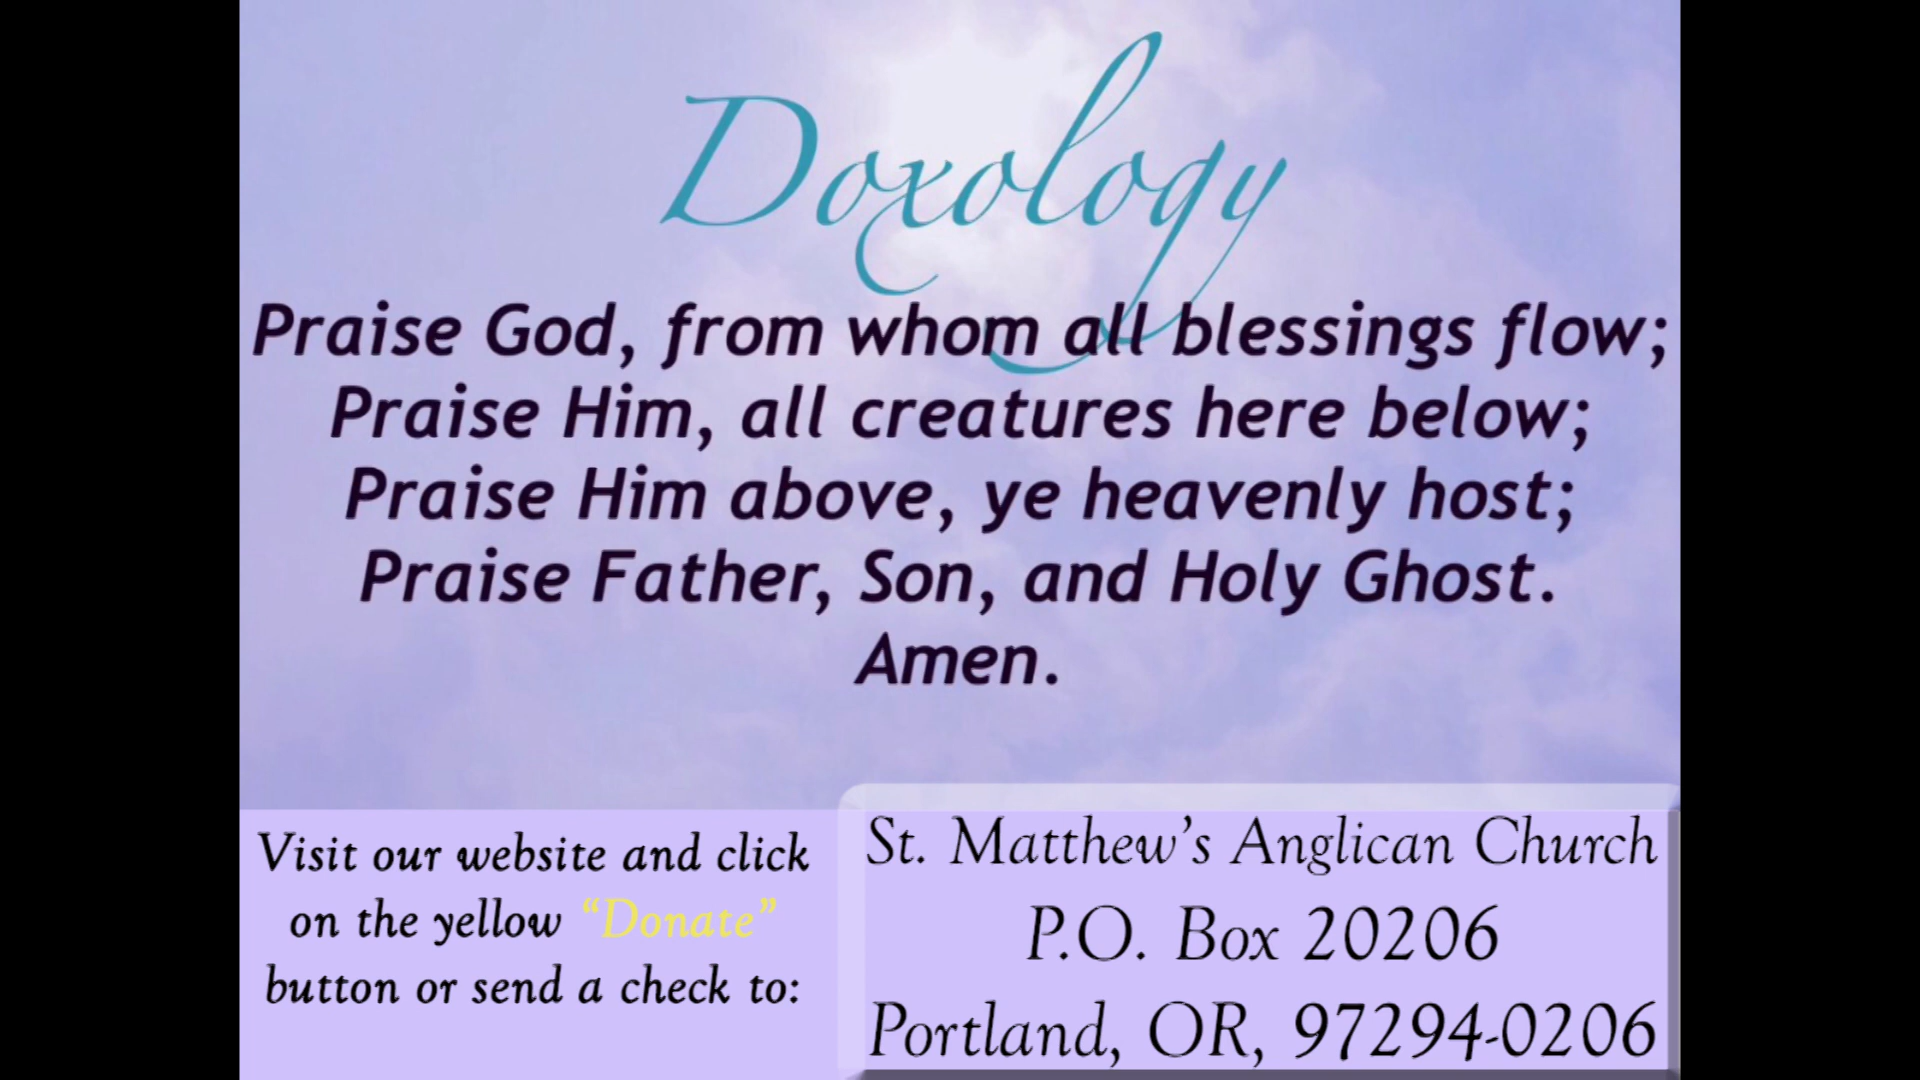 Doxology
Praise God, from whom all blessings flow;
Praise Him, all creatures here below;
Praise Him above, ye heavenly host;
Praise Father, Son, and Holy Ghost.
Amen.
Visit our website and click
on the yellow “Donate”
button or send a check to:
St. Matthew’s Anglican Church
P.O. Box 20206
Portland, OR, 97294-0206